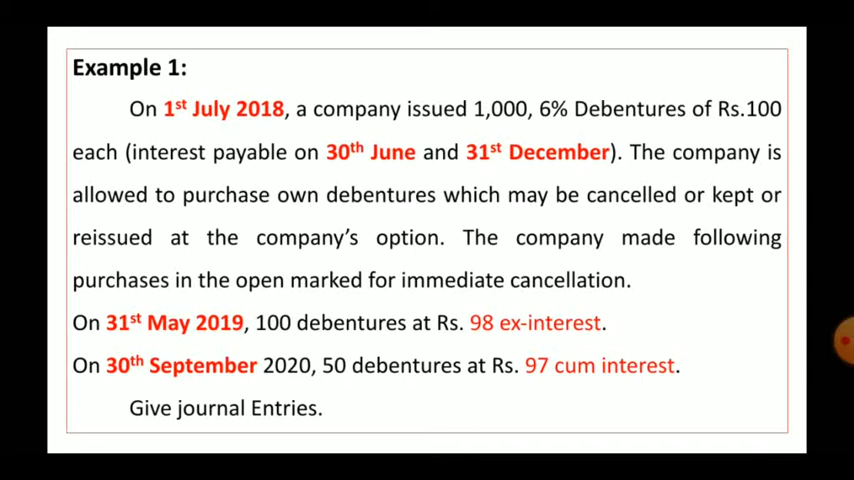 Example 1:
On 1st July 2018, a company issued 1,000, 6% Debentures of Rs.100
each (interest payable on 30th June and 31st December). The company is
allowed to purchase own debentures which may be cancelled or kept or
reissued at the company's option. The company made following
purchases in the open marked for immediate cancellation.
On 31st May 2019, 100 debentures at Rs. 98 ex-interest.
On 30th September 2020, 50 debentures at Rs. 97 cum interest.
Give journal Entries.